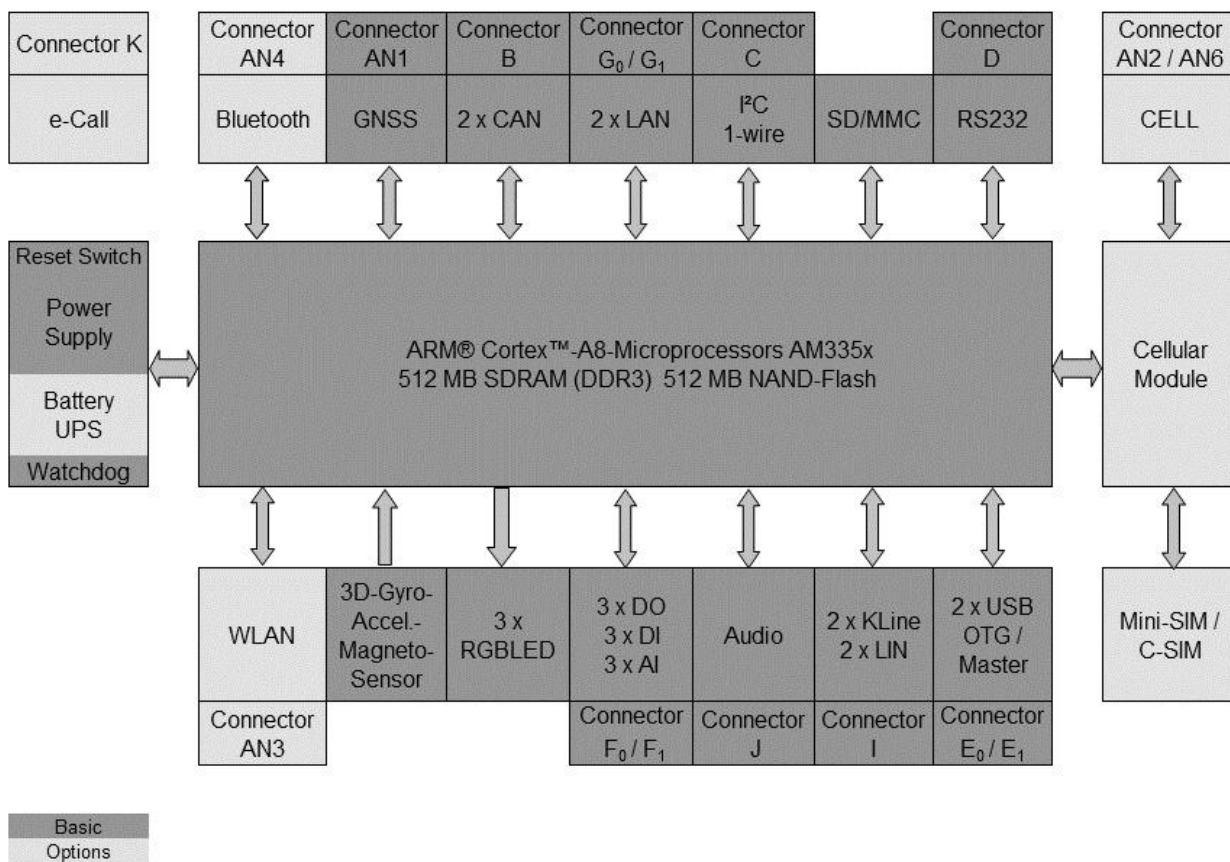 Connector K
e-Call
Connector
AN4
Bluetooth
Connector
AN1
GNSS
Connector
B
2 x CAN
Connector
G₀ / G₁
2 x LAN
Connector
C
I²C
1-wire
SD/MMC
Connector
D
RS232
Connector
AN2 / AN6
CELL
Reset Switch
Power
Supply
Battery
UPS
Watchdog
ARM® Cortex™-A8-Microprocessors AM335x
512 MB SDRAM (DDR3) 512 MB NAND-Flash
Cellular
Module
WLAN
Connector
AN3
3D-Gyro-
Accel.-
Magneto-
Sensor
3 x
RGBLED
3 x DO
3 x DI
3 x AI
Connector
F₀ / F₁
Audio
Connector
J
2 x KLine
2 x LIN
Connector
I
2 x USB
OTG /
Master
Connector
E₀ / E₁
Mini-SIM /
C-SIM
Basic
Options